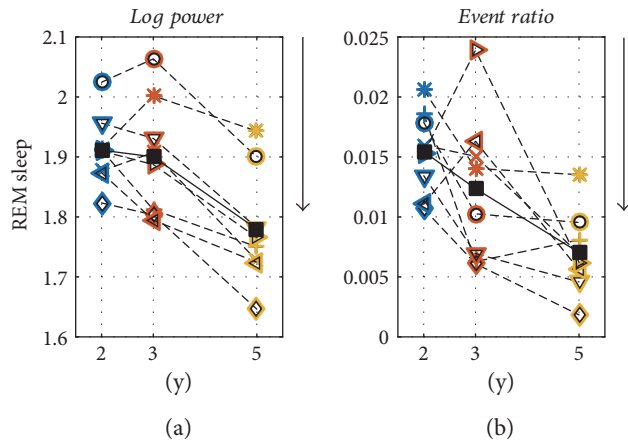 Log power
Event ratio
REM sleep
2.1
2
1.9
1.8
1.7
1.6
2
3
5
(y)
(a)
0.025
0.02
0.015
0.01
0.005
0
2
3
5
(y)
(b)